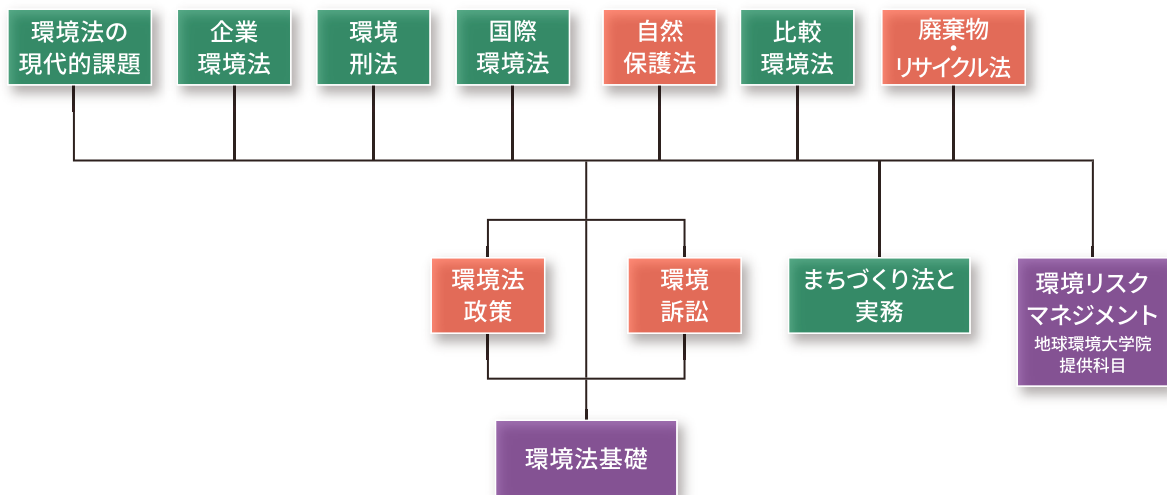 環境法の
現代的課題
企業
環境法
環境
刑法
国際
環境法
自然
保護法
比較
環境法
廃棄物
・
リサイクル法
環境法
政策
環境
訴訟
まちづくり法と
実務
環境リスク
マネジメント
地球環境大学院
提供科目
環境法基礎